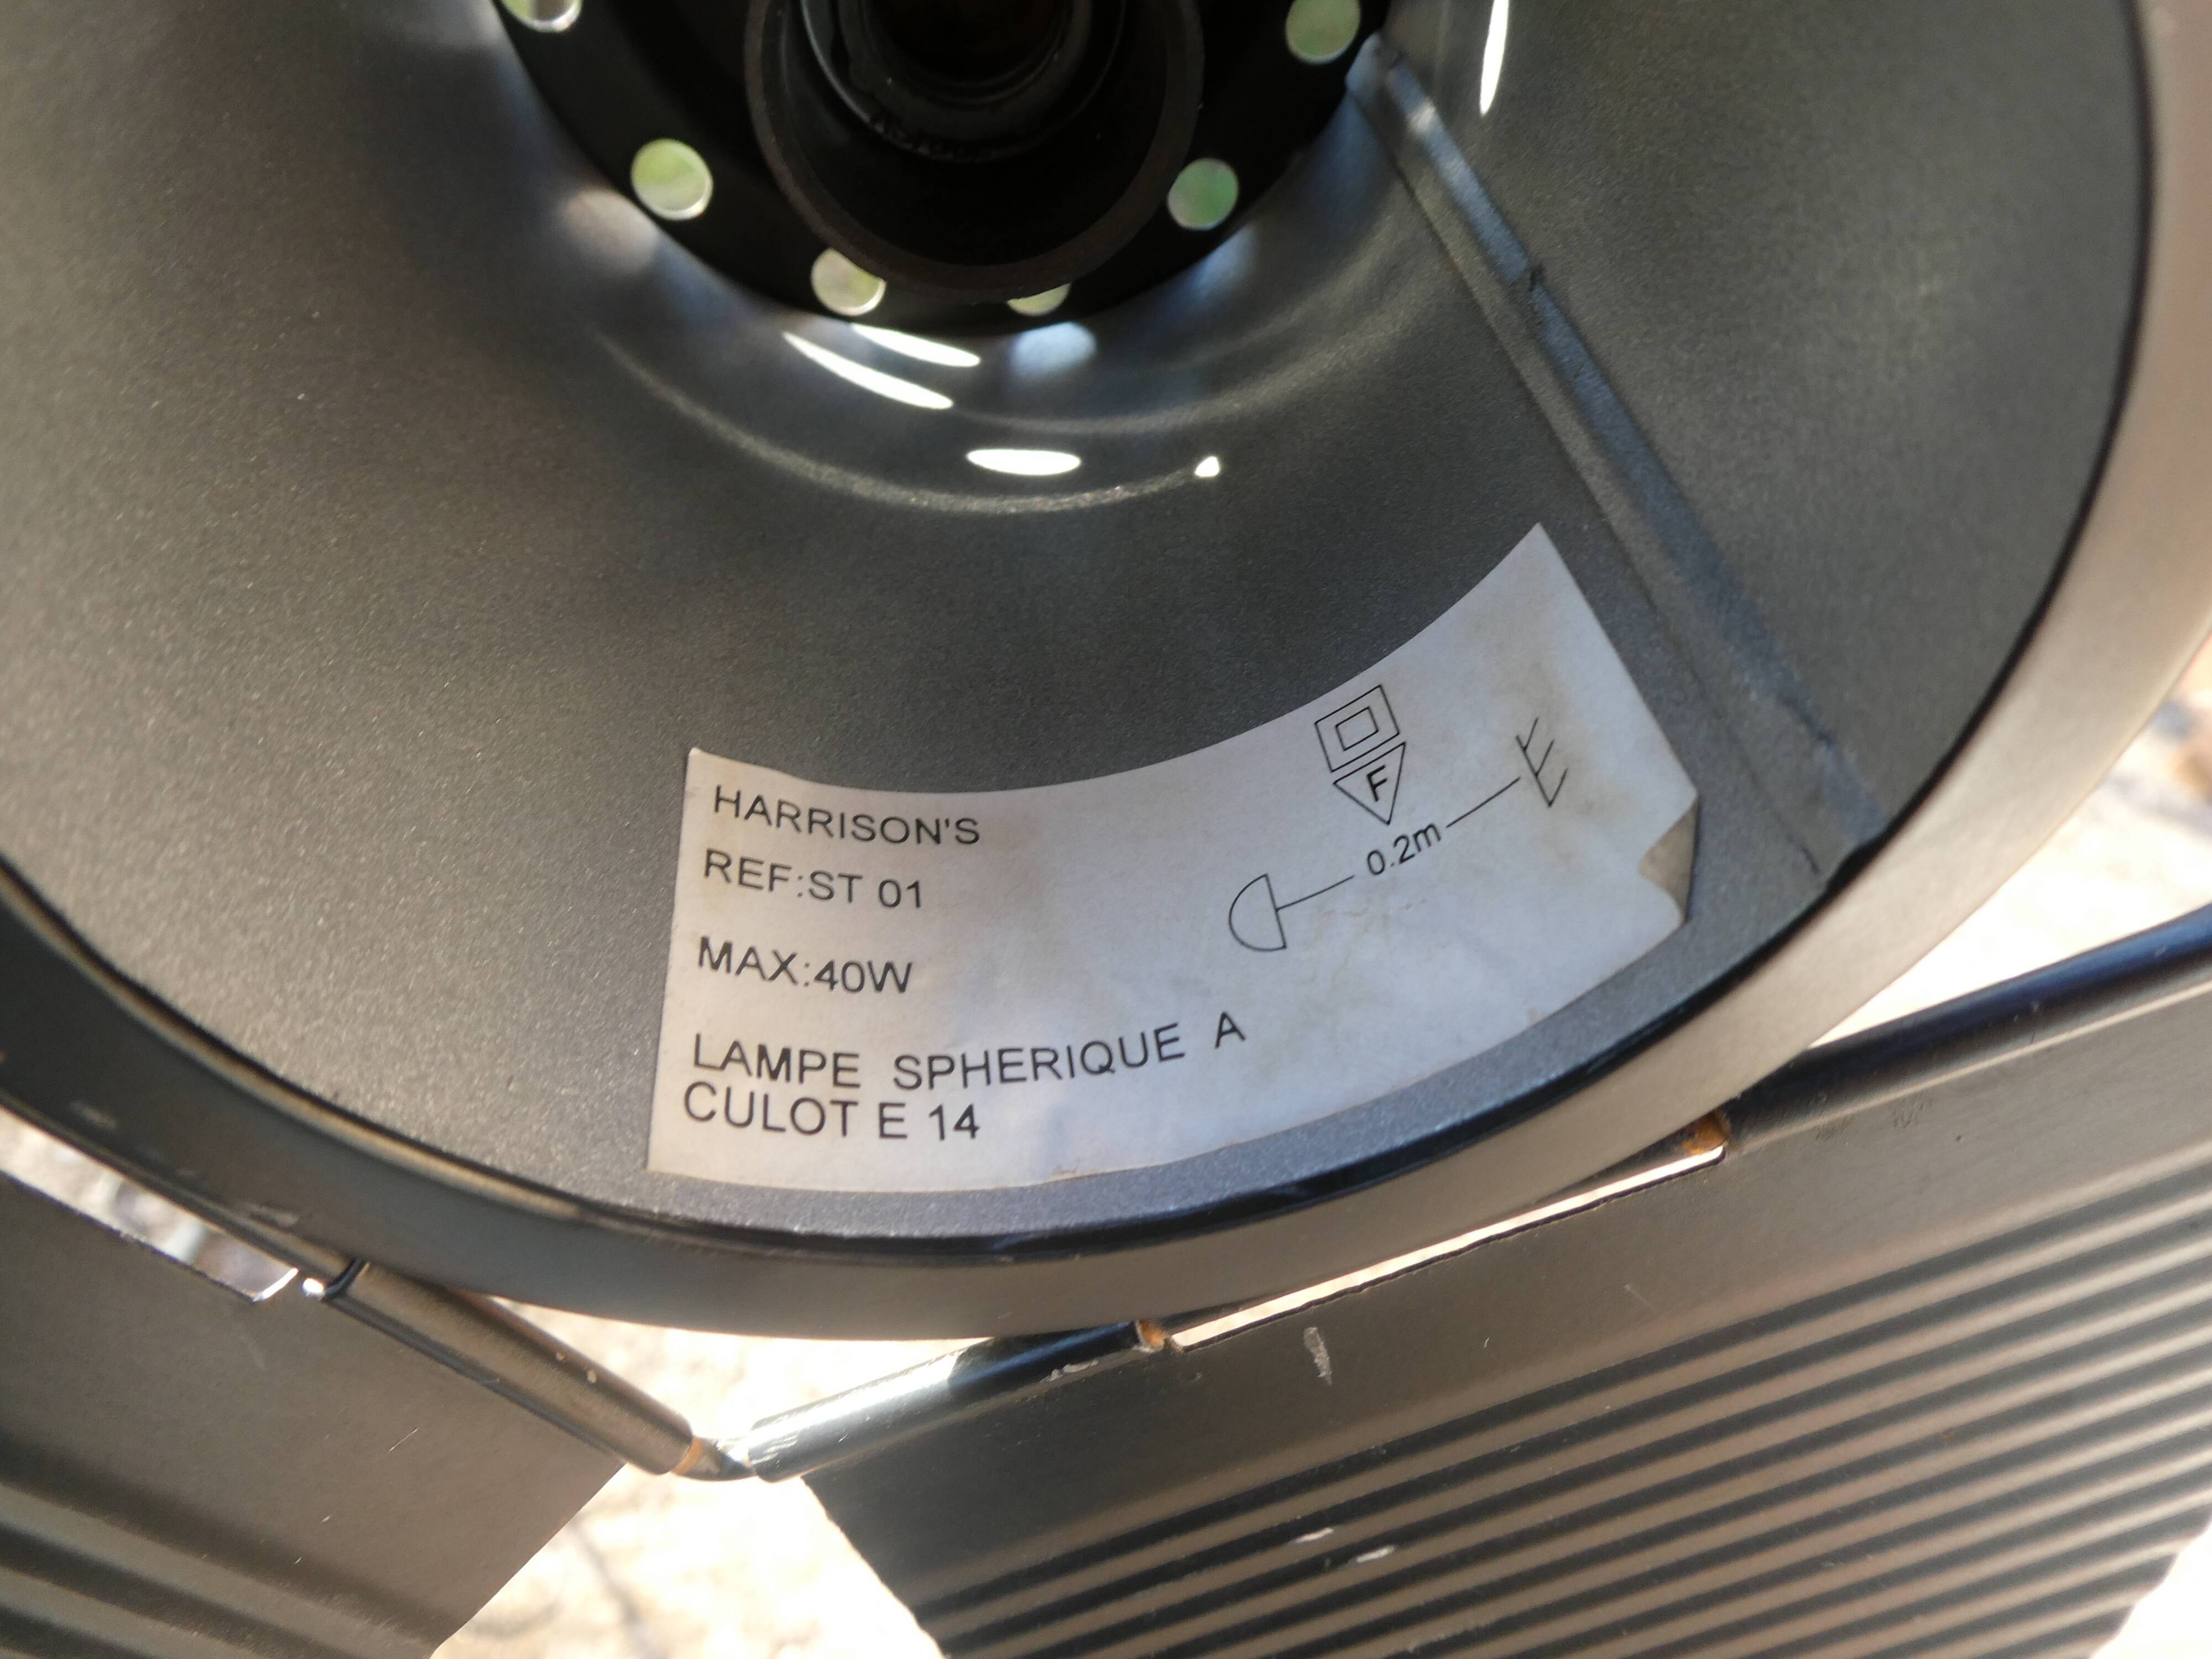 HARRISON'S
REF:ST 01
MAX:40W
LAMPE SPHERIQUE A
CULOT E 14
F
0.2m